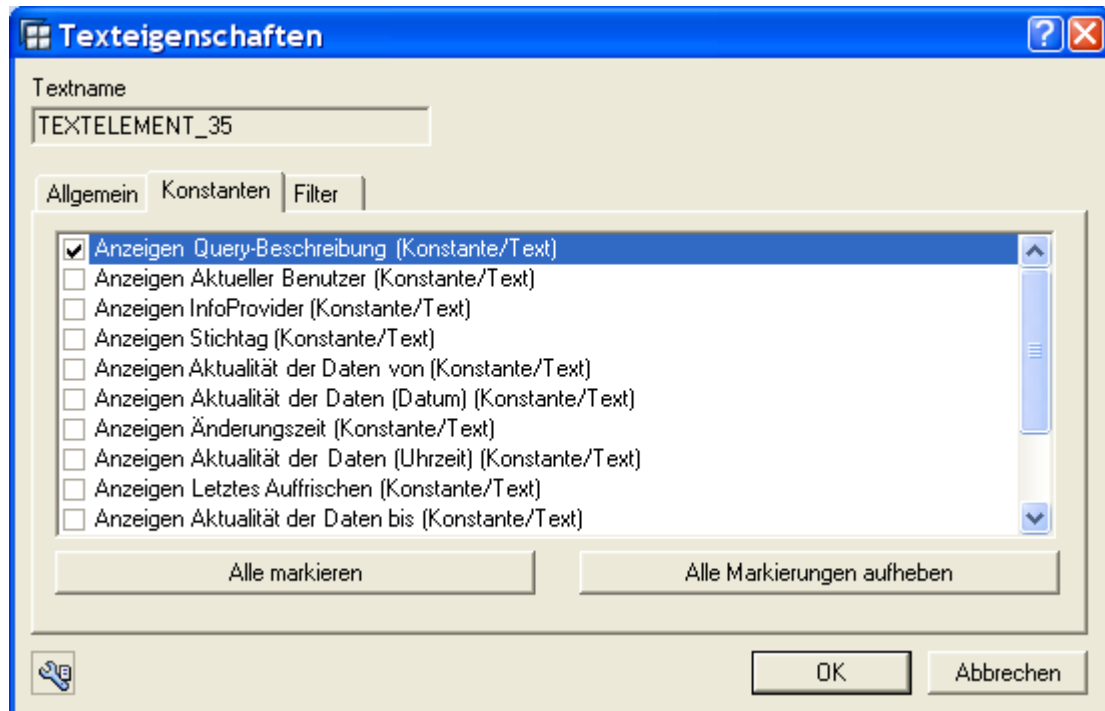 Texteigenschaften
Textname
TEXTELEMENT_35
Allgemein Konstanten Filter
Anzeigen Query-Beschreibung (Konstante/Text)
Anzeigen Aktueller Benutzer (Konstante/Text)
Anzeigen InfoProvider (Konstante/Text)
Anzeigen Stichtag (Konstante/Text)
Anzeigen Aktualität der Daten von (Konstante/Text)
Anzeigen Aktualität der Daten (Datum) (Konstante/Text)
Anzeigen Änderungszeit (Konstante/Text)
Anzeigen Aktualität der Daten (Uhrzeit) (Konstante/Text)
Anzeigen Letztes Auffrischen (Konstante/Text)
Anzeigen Aktualität der Daten bis (Konstante/Text)
Alle markieren Alle Markierungen aufheben
OK Abbrechen